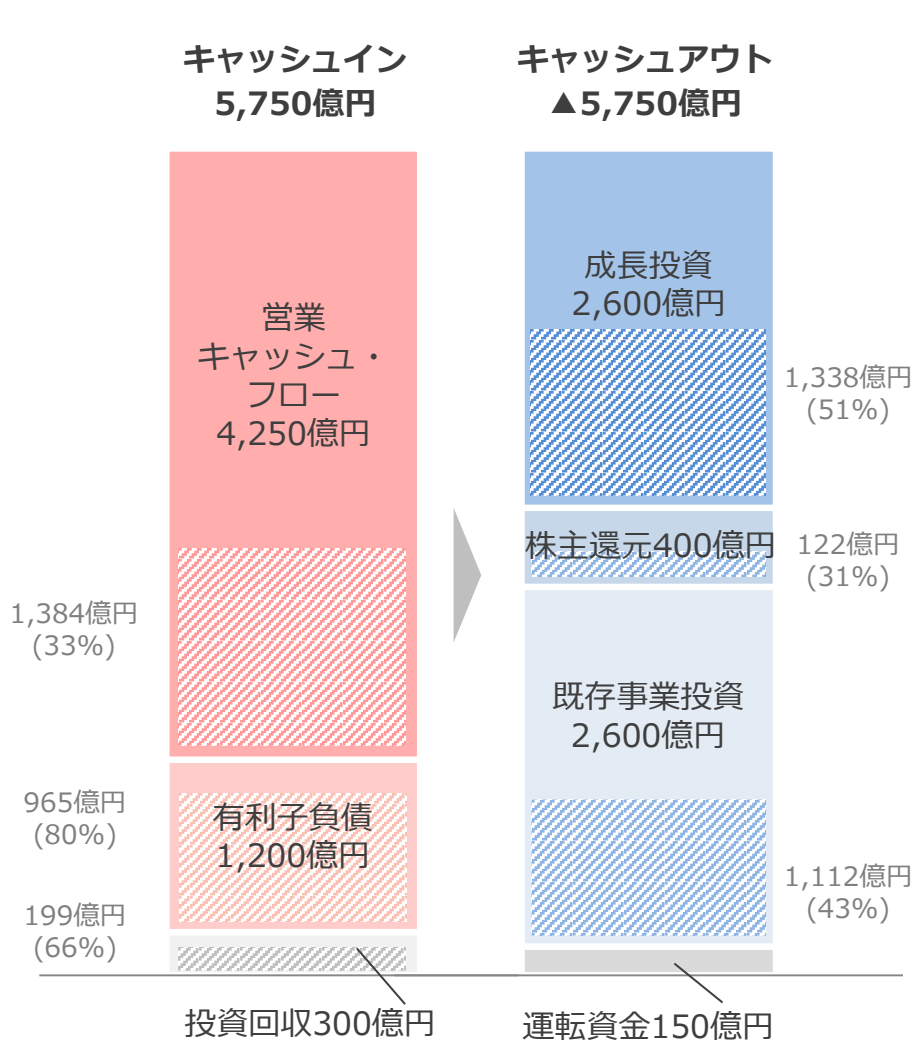 キャッシュイン
5,750億円
キャッシュアウト
▲5,750億円
営業
キャッシュ・
フロー
4,250億円
1,384億円
(33%)
有利子負債
1,200億円
965億円
(80%)
199億円
(66%)
投資回収300億円
成長投資
2,600億円
1,338億円
(51%)
株主還元400億円
122億円
(31%)
既存事業投資
2,600億円
1,112億円
(43%)
運転資金150億円